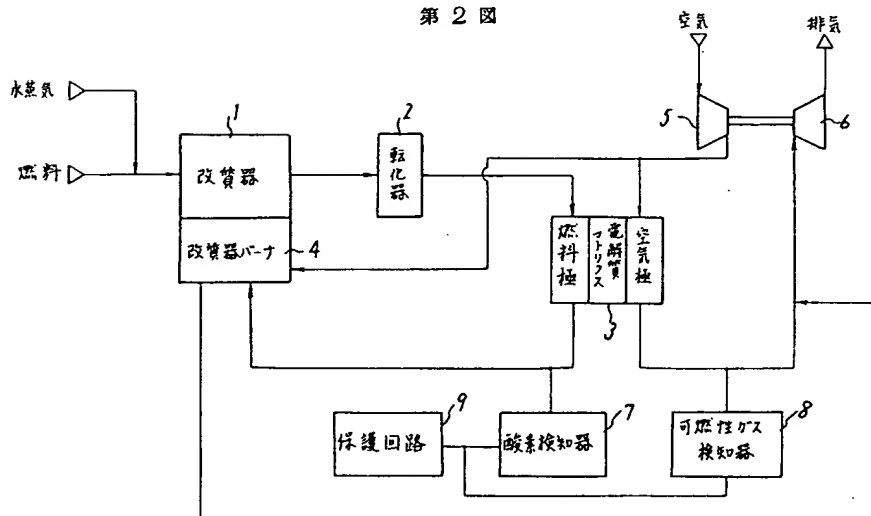 第 2 図
空気
排気
水蒸気
燃料
1
改質器
改質器バーナ
4
2
転化器
5
6
燃料極
電解質マトリクス
空気極
3
9
保護回路
7
酸素検知器
8
可燃性ガス
検知器